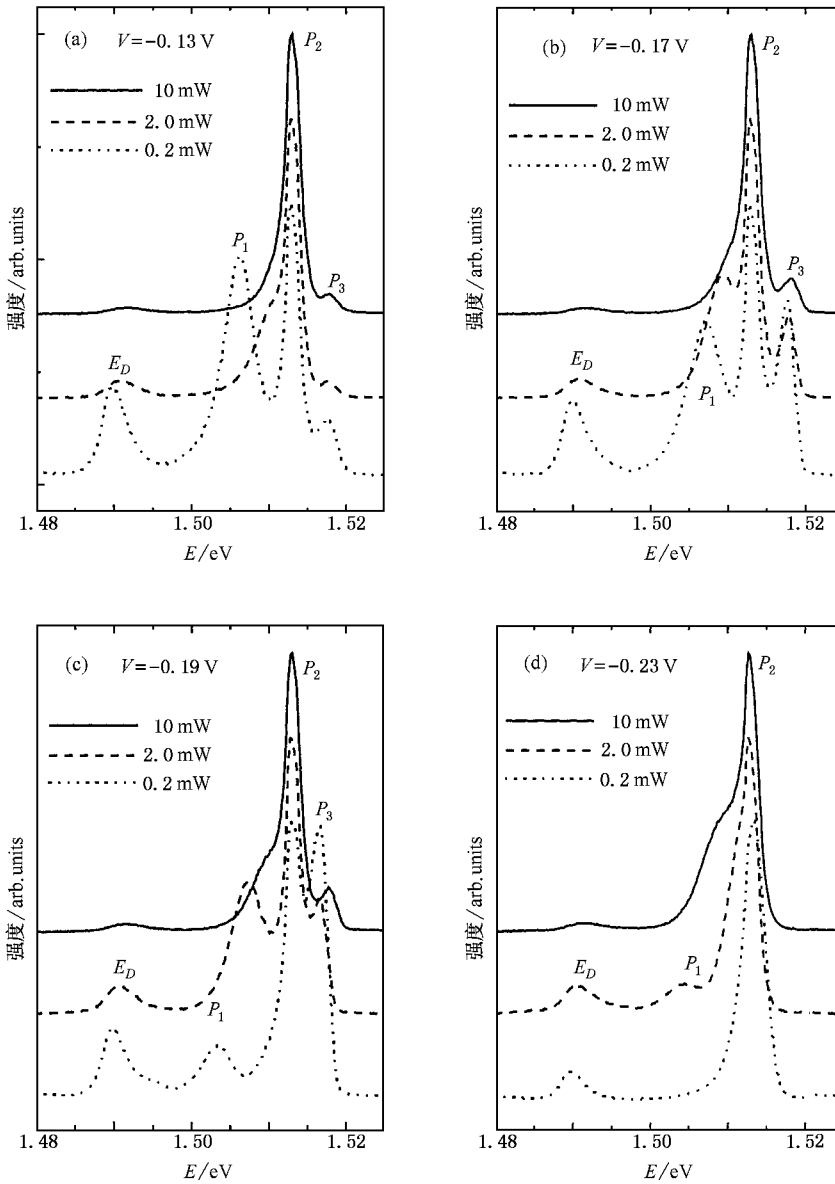 (a) V=-0.13 V
P2
10 mW
2.0 mW
0.2 mW
P1
P3
ED
强度/arb.units
1.48 1.50 1.52
E/eV
(b) V=-0.17 V
P2
10 mW
2.0 mW
0.2 mW
P3
ED
P1
强度/arb.units
1.48 1.50 1.52
E/eV
(c) V=-0.19 V
P2
10 mW
2.0 mW
0.2 mW
P3
ED
P1
强度/arb.units
1.48 1.50 1.52
E/eV
(d) V=-0.23 V
P2
10 mW
2.0 mW
0.2 mW
ED
P1
强度/arb.units
1.48 1.50 1.52
E/eV